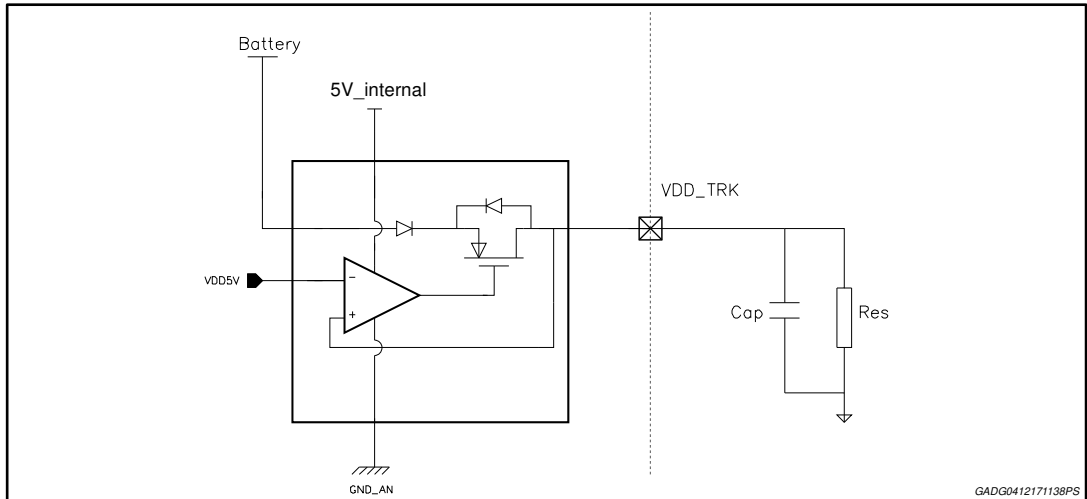 Battery
5V_internal
VDD_TRK
VDD5V
−
+
Cap
Res
GND_AN
GADG0412171138PS